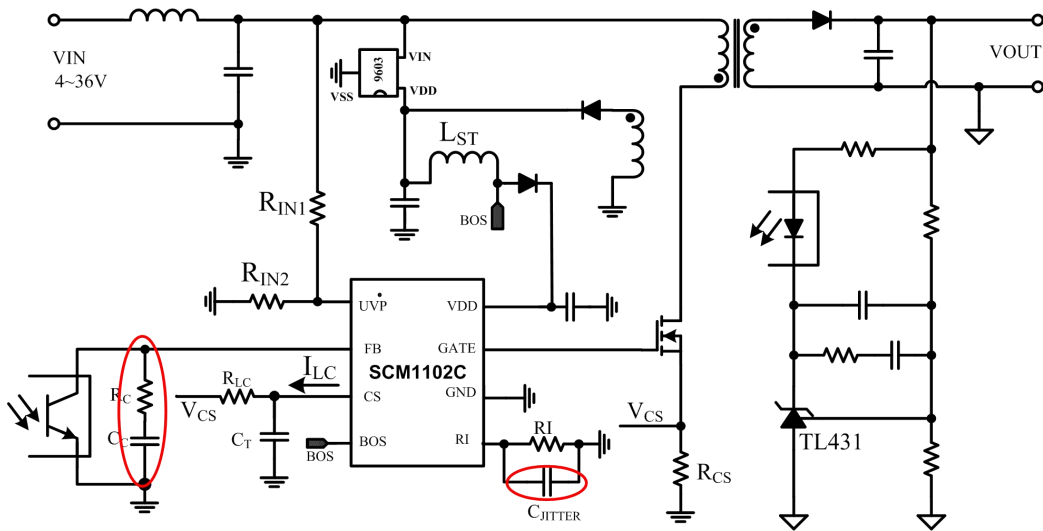 VIN
4~36V
9603
VIN
VSS
VDD
VOUT
LST
BOS
RIN1
RIN2
UVP
VDD
FB
GATE
SCM1102C
ILC
RLC
CS
GND
VCS
RC
CC
CT
BOS
BOS
RI
RI
CJITTER
VCS
RCS
TL431